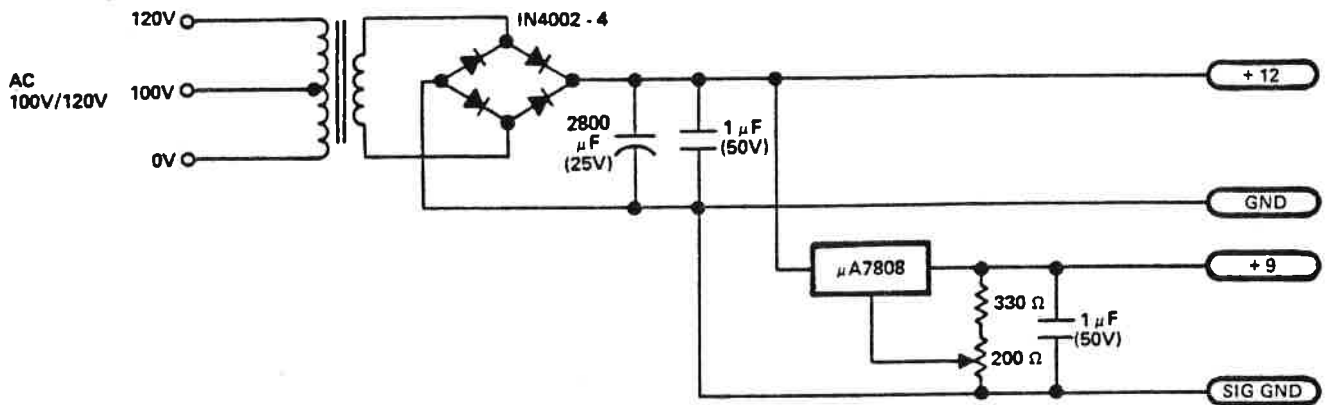 120V
IN4002 - 4
AC
100V/120V
100V
0V
+ 12
2800
μF
(25V)
1 μF
(50V)
GND
μA7808
+ 9
330 Ω
1 μF
(50V)
200 Ω
SIG GND